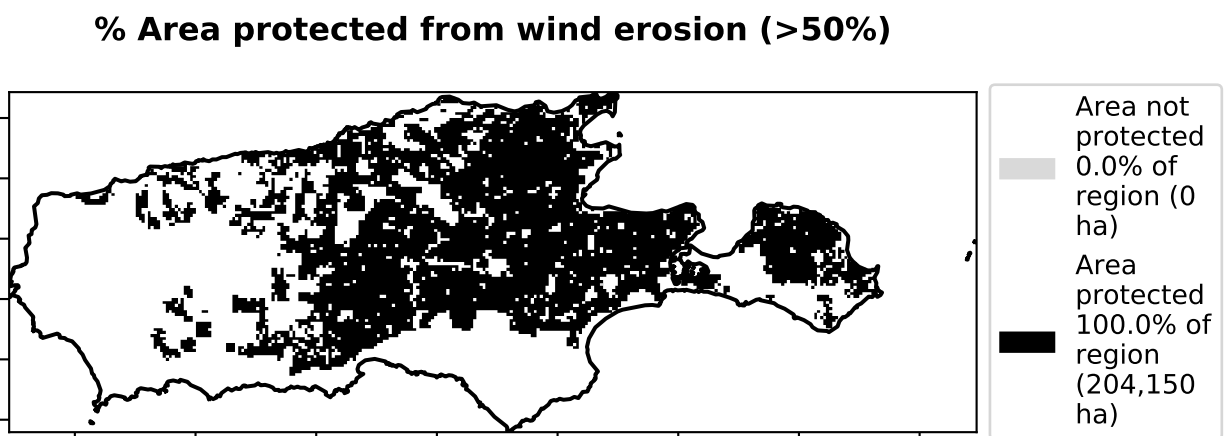 % Area protected from wind erosion (>50%)
Area not
protected
0.0% of
region (0
ha)
Area
protected
100.0% of
region
(204,150
ha)